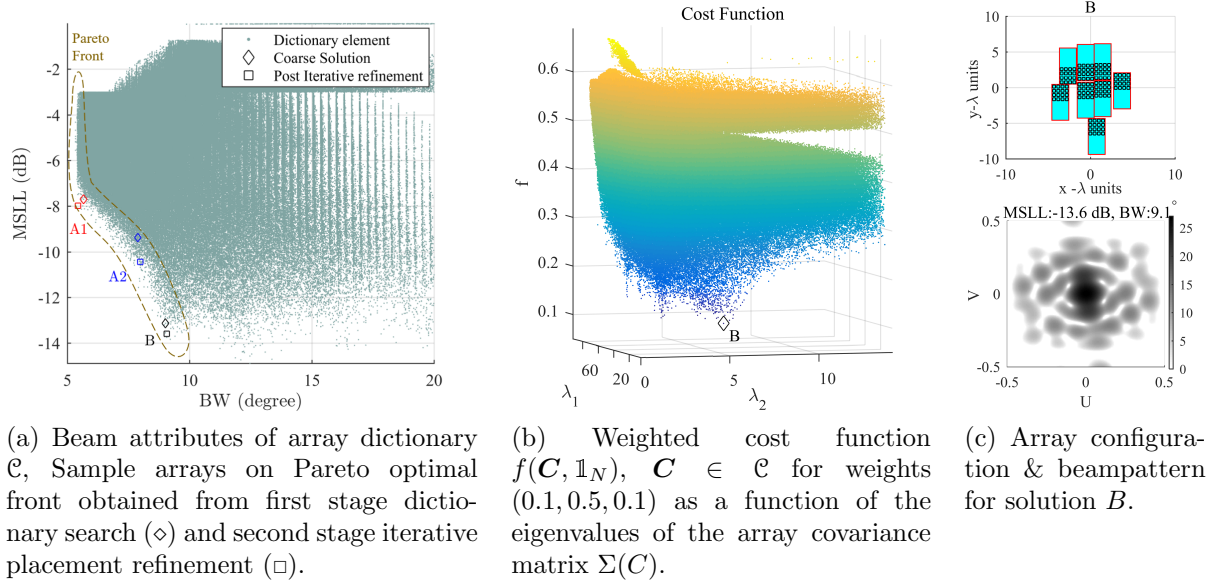 Pareto
Front
Dictionary element
Coarse Solution
Post Iterative refinement
-2
-4
-6
-8
-10
-12
-14
MSLL (dB)
A1
A2
B
5
10
15
20
BW (degree)
Cost Function
0.6
0.5
0.4
0.3
0.2
0.1
f
B
60
20
0
5
10
λ₁
λ₂
B
10
5
0
-5
-10
y-λ units
-10
0
10
x -λ units
MSLL:-13.6 dB, BW:9.1°
0.5
0
-0.5
V
-0.5
0
0.5
U
25
20
15
10
5
0
(a) Beam attributes of array dictionary
𝒞, Sample arrays on Pareto optimal
front obtained from first stage dictio-
nary search (◇) and second stage iterative
placement refinement (□).
(b) Weighted cost function
f(C, 𝟙_N), C ∈ 𝒞 for weights
(0.1, 0.5, 0.1) as a function of the
eigenvalues of the array covariance
matrix Σ(C).
(c) Array configura-
tion & beampattern
for solution B.